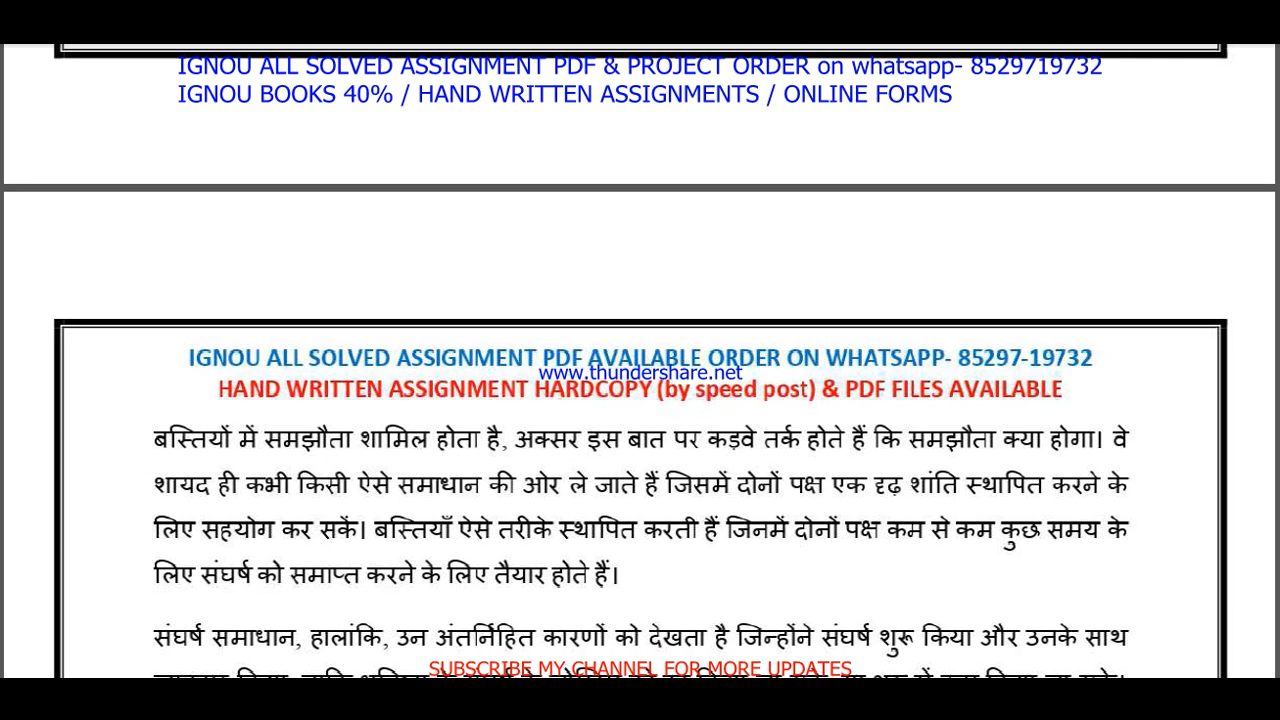 IGNOU ALL SOLVED ASSIGNMENT PDF & PROJECT ORDER on whatsapp- 8529719732
IGNOU BOOKS 40% / HAND WRITTEN ASSIGNMENTS / ONLINE FORMS
IGNOU ALL SOLVED ASSIGNMENT PDF AVAILABLE ORDER ON WHATSAPP- 85297-19732
www.thundershare.net
HAND WRITTEN ASSIGNMENT HARDCOPY (by speed post) & PDF FILES AVAILABLE
बस्तियों में समझौता शामिल होता है, अक्सर इस बात पर कड़वे तर्क होते हैं कि समझौता क्या होगा। वे
शायद ही कभी किसी ऐसे समाधान की ओर ले जाते हैं जिसमें दोनों पक्ष एक दृढ़ शांति स्थापित करने के
लिए सहयोग कर सकें। बस्तियाँ ऐसे तरीके स्थापित करती हैं जिनमें दोनों पक्ष कम से कम कुछ समय के
लिए संघर्ष को समाप्त करने के लिए तैयार होते हैं।
संघर्ष समाधान, हालांकि, उन अंतर्निहित कारणों को देखता है जिन्होंने संघर्ष शुरू किया और उनके साथ
SUBSCRIBE MY CHANNEL FOR MORE UPDATES